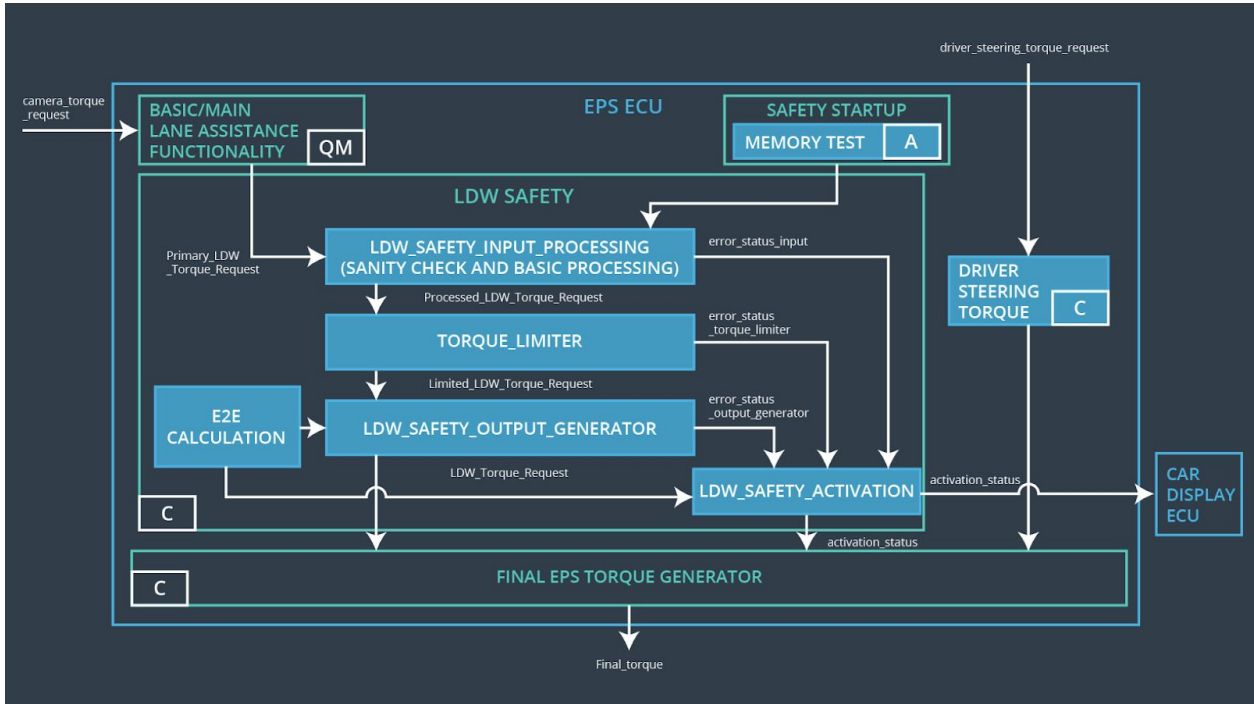 driver_steering_torque_request
camera_torque
_request
EPS ECU
BASIC/MAIN
LANE ASSISTANCE
FUNCTIONALITY
QM
SAFETY STARTUP
MEMORY TEST
A
LDW SAFETY
Primary_LDW
_Torque_Request
LDW_SAFETY_INPUT_PROCESSING
(SANITY CHECK AND BASIC PROCESSING)
error_status_input
DRIVER
STEERING
TORQUE
C
Processed_LDW_Torque_Request
TORQUE_LIMITER
error_status
_torque_limiter
Limited_LDW_Torque_Request
E2E
CALCULATION
LDW_SAFETY_OUTPUT_GENERATOR
error_status
_output_generator
LDW_Torque_Request
LDW_SAFETY_ACTIVATION
activation_status
CAR
DISPLAY
ECU
C
activation_status
FINAL EPS TORQUE GENERATOR
C
Final_torque